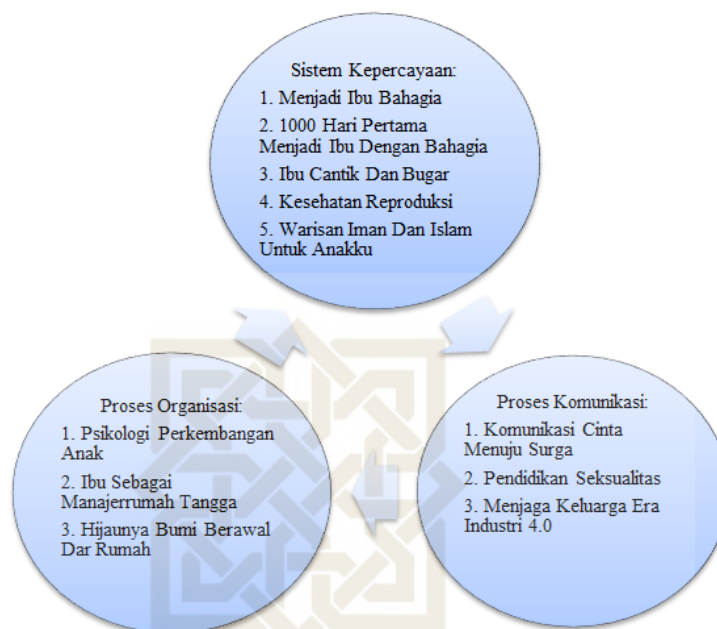 Sistem Kepercayaan:
1. Menjadi Ibu Bahagia
2. 1000 Hari Pertama
Menjadi Ibu Dengan Bahagia
3. Ibu Cantik Dan Bugar
4. Kesehatan Reproduksi
5. Warisan Iman Dan Islam
Untuk Anakku
Proses Organisasi:
1. Psikologi Perkembangan
Anak
2. Ibu Sebagai
Manajerrumah Tangga
3. Hijaunya Bumi Berawal
Dar Rumah
Proses Komunikasi:
1. Komunikasi Cinta
Menuju Surga
2. Pendidikan Seksualitas
3. Menjaga Keluarga Era
Industri 4.0